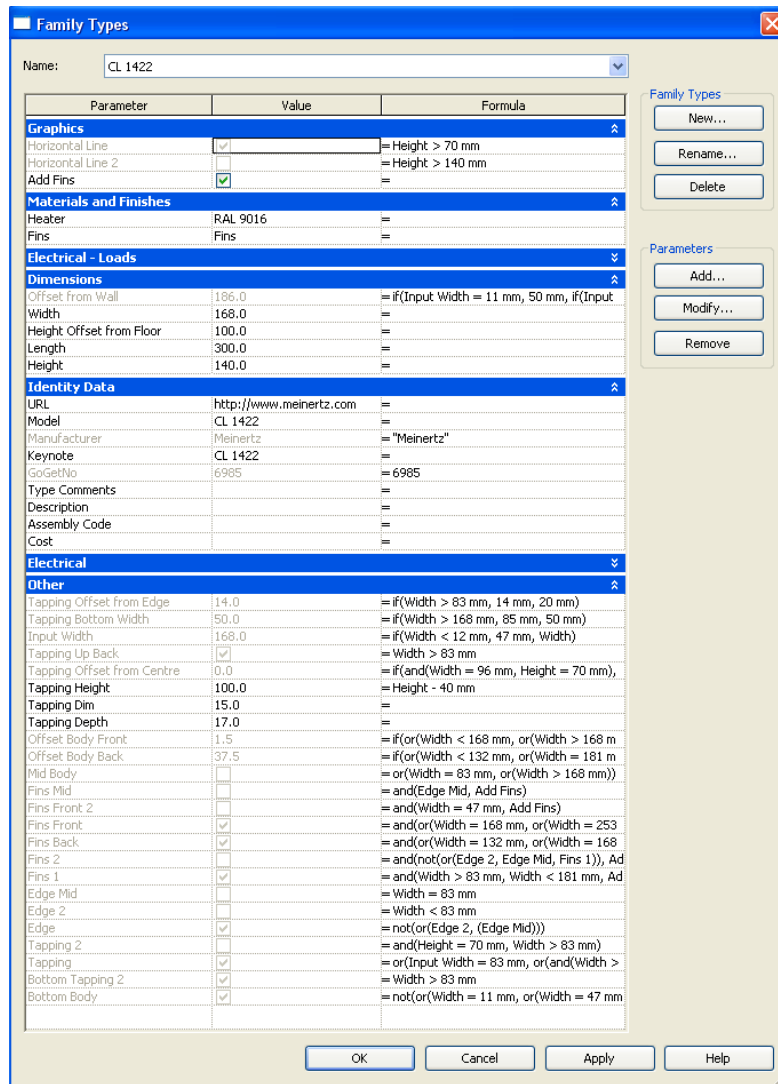 Family Types
Name: CL 1422
Parameter Value Formula
Graphics
Horizontal Line = Height > 70 mm
Horizontal Line 2 = Height > 140 mm
Add Fins =
Materials and Finishes
Heater RAL 9016 =
Fins Fins =
Electrical - Loads
Dimensions
Offset from Wall 186.0 = if(Input Width = 11 mm, 50 mm, if(Input
Width 168.0 =
Height Offset from Floor 100.0 =
Length 300.0 =
Height 140.0 =
Identity Data
URL http://www.meinertz.com =
Model CL 1422 =
Manufacturer Meinertz = "Meinertz"
Keynote CL 1422 =
GoGetNo 6985 = 6985
Type Comments =
Description =
Assembly Code =
Cost =
Electrical
Other
Tapping Offset from Edge 14.0 = if(Width > 83 mm, 14 mm, 20 mm)
Tapping Bottom Width 50.0 = if(Width > 168 mm, 85 mm, 50 mm)
Input Width 168.0 = if(Width < 12 mm, 47 mm, Width)
Tapping Up Back = Width > 83 mm
Tapping Offset from Centre 0.0 = if(and(Width = 96 mm, Height = 70 mm),
Tapping Height 100.0 = Height - 40 mm
Tapping Dim 15.0 =
Tapping Depth 17.0 =
Offset Body Front 1.5 = if(or(Width < 168 mm, or(Width > 168 m
Offset Body Back 37.5 = if(or(Width < 132 mm, or(Width = 181 m
Mid Body = or(Width = 83 mm, or(Width > 168 mm))
Fins Mid = and(Edge Mid, Add Fins)
Fins Front 2 = and(Width = 47 mm, Add Fins)
Fins Front = and(or(Width = 168 mm, or(Width = 253
Fins Back = and(or(Width = 132 mm, or(Width = 168
Fins 2 = and(not(or(Edge 2, Edge Mid, Fins 1)), Ad
Fins 1 = and(Width > 83 mm, Width < 181 mm, Ad
Edge Mid = Width = 83 mm
Edge 2 = Width < 83 mm
Edge = not(or(Edge 2, (Edge Mid)))
Tapping 2 = and(Height = 70 mm, Width > 83 mm)
Tapping = or(Input Width = 83 mm, or(and(Width >
Bottom Tapping 2 = Width > 83 mm
Bottom Body = not(or(Width = 11 mm, or(Width = 47 mm
Family Types
New...
Rename...
Delete
Parameters
Add...
Modify...
Remove
OK Cancel Apply Help